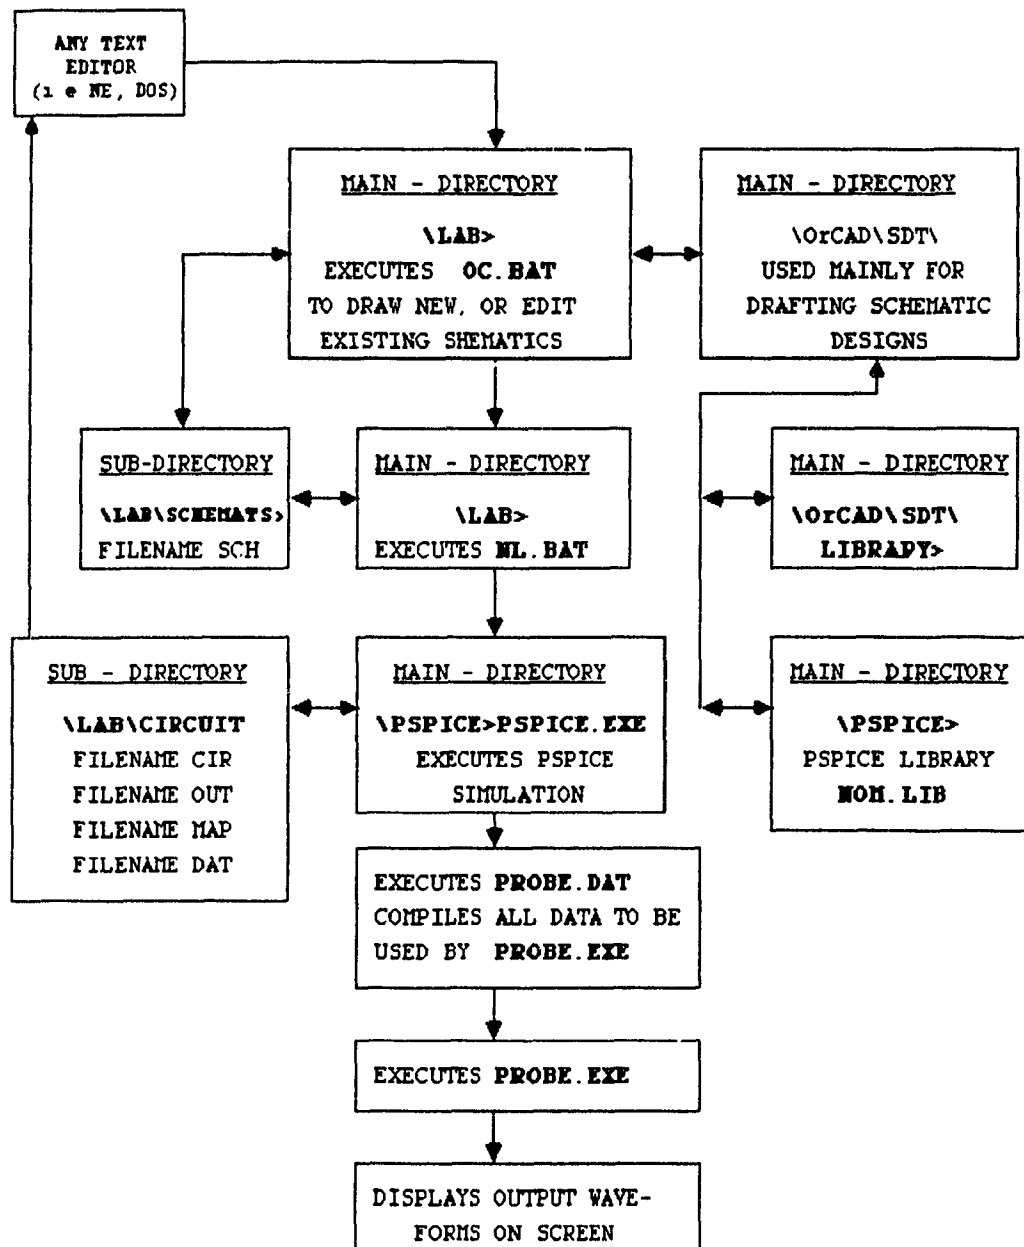 ANY TEXT
EDITOR
(i e NE, DOS)
MAIN - DIRECTORY
\LAB>
EXECUTES OC.BAT
TO DRAW NEW, OR EDIT
EXISTING SHEMATICS
MAIN - DIRECTORY
\OrCAD\SDT\
USED MAINLY FOR
DRAFTING SCHEMATIC
DESIGNS
SUB-DIRECTORY
\LAB\SCHEMATS>
FILENAME SCH
MAIN - DIRECTORY
\LAB>
EXECUTES NL.BAT
MAIN - DIRECTORY
\OrCAD\SDT\
LIBRARY>
SUB - DIRECTORY
\LAB\CIRCUIT
FILENAME CIR
FILENAME OUT
FILENAME MAP
FILENAME DAT
MAIN - DIRECTORY
\PSPICE>PSPICE.EXE
EXECUTES PSPICE
SIMULATION
MAIN - DIRECTORY
\PSPICE>
PSPICE LIBRARY
NOM.LIB
EXECUTES PROBE.DAT
COMPILES ALL DATA TO BE
USED BY PROBE.EXE
EXECUTES PROBE.EXE
DISPLAYS OUTPUT WAVE-
FORMS ON SCREEN